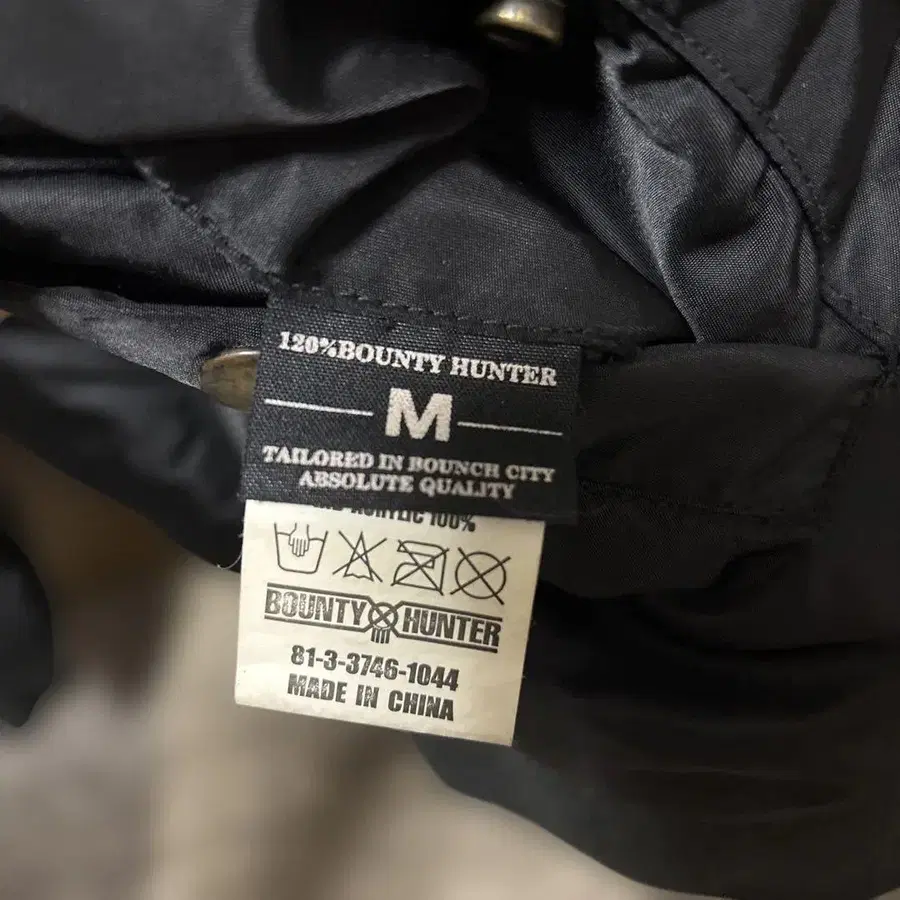 120%BOUNTY HUNTER
M
TAILORED IN BOUNCH CITY
ABSOLUTE QUALITY
ACRYLIC 100%
BOUNTY HUNTER
81-3-3746-1044
MADE IN CHINA